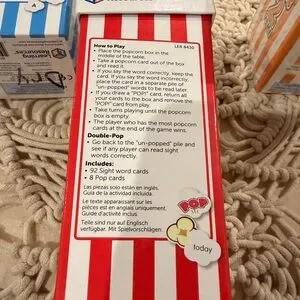 How to Play
LER 8430
• Place the popcorn box in the
middle of the table.
• Take a popcorn card out of the box
and read it.
• If you say the word correctly, keep the
card. If you say the word incorrectly,
place the card in a separate pile of
"un-popped" words to be read later.
• If you draw a "POP!" card, return all
your cards to the box and remove the
"POP!" card from play.
• Take turns playing until the popcorn
box is empty.
• The player who has the most popcorn
cards at the end of the game wins.
Double-Pop
• Go back to the "un-popped" pile and
see if any player can read sight
words correctly.
Includes:
• 92 Sight word cards
• 8 Pop cards
Las piezas solo están en inglés.
Guía de la actividad incluida.
Le texte apparaissant sur les
pièces est en anglais uniquement.
Guide d'activité inclus
Teile sind nur auf Englisch
verfügbar. Mit Spielvorschlägen.
POP
today
Learning
Resources